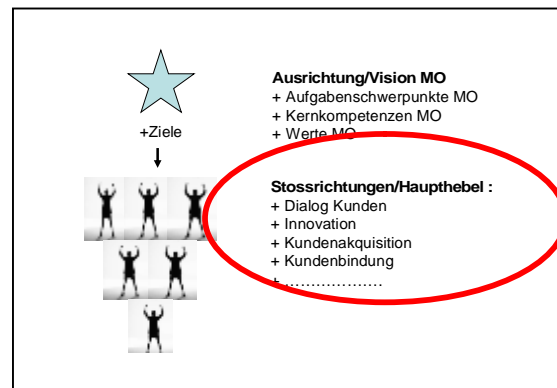 Ausrichtung/Vision MO
+ Aufgabenschwerpunkte MO
+ Kernkompetenzen MO
+ Werte MO
+Ziele
Stossrichtungen/Haupthebel :
+ Dialog Kunden
+ Innovation
+ Kundenakquisition
+ Kundenbindung
+ ...................